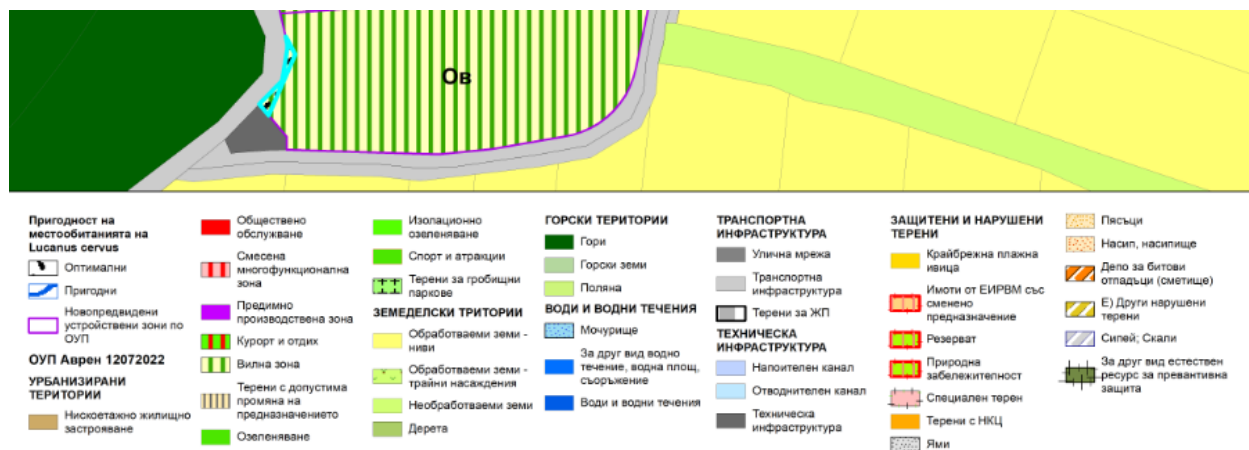 Ов
Пригодност на
местообитанията на
Lucanus cervus
Оптимални
Пригодни
Новопредвидени
устройствени зони по
ОУП
ОУП Аврен 12072022
УРБАНИЗИРАНИ
ТЕРИТОРИИ
Нискоетажно жилищно
застрояване
Обществено
обслужване
Смесена
многофункционална
зона
Предимно
производствена зона
Курорт и отдих
Вилна зона
Терени с допустима
промяна на
предназначението
Озеленяване
Изолационно
озеленяване
Спорт и атракции
Терени за гробищни
паркове
ЗЕМЕДЕЛСКИ ТРИТОРИИ
Обработваеми земи -
ниви
Обработваеми земи -
трайни насаждения
Необработваеми земи
Дерета
ГОРСКИ ТЕРИТОРИИ
Гори
Горски земи
Поляна
ВОДИ И ВОДНИ ТЕЧЕНИЯ
Мочурище
За друг вид водно
течение, водна площ,
съоръжение
Води и водни течения
ТРАНСПОРТНА
ИНФРАСТРУКТУРА
Улична мрежа
Транспортна
инфраструктура
Терени за ЖП
ТЕХНИЧЕСКА
ИНФРАСТРУКТУРА
Напоителен канал
Отводнителен канал
Техническа
инфраструктура
ЗАЩИТЕНИ И НАРУШЕНИ
ТЕРЕНИ
Крайбрежна плажна
ивица
Имоти от ЕИРВМ със
сменено
предназначение
Резерват
Природна
забележителност
Специален терен
Терени с НКЦ
Ями
Пясъци
Насип, насипище
Депо за битови
отпадъци (сметище)
Е) Други нарушени
терени
Сипей; Скали
За друг вид естествен
ресурс за превантивна
защита